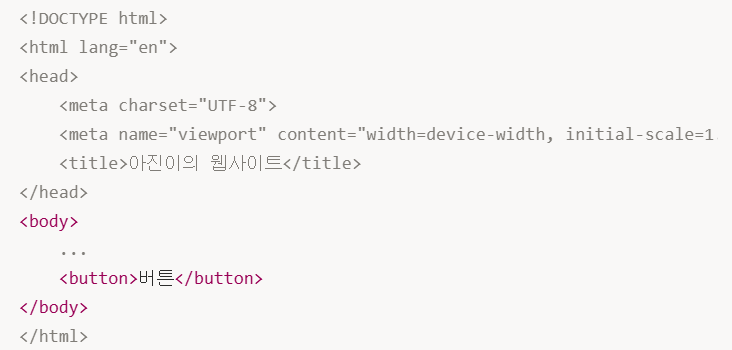 <!DOCTYPE html>
<html lang="en">
<head>
    <meta charset="UTF-8">
    <meta name="viewport" content="width=device-width, initial-scale=1
    <title>아진이의 웹사이트</title>
</head>
<body>
    ...
    <button>버튼</button>
</body>
</html>